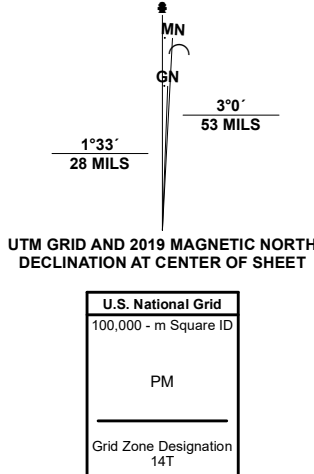 MN
GN
3°0´
53 MILS
1°33´
28 MILS
UTM GRID AND 2019 MAGNETIC NORTH
DECLINATION AT CENTER OF SHEET
U.S. National Grid
100,000 - m Square ID
PM
Grid Zone Designation
14T